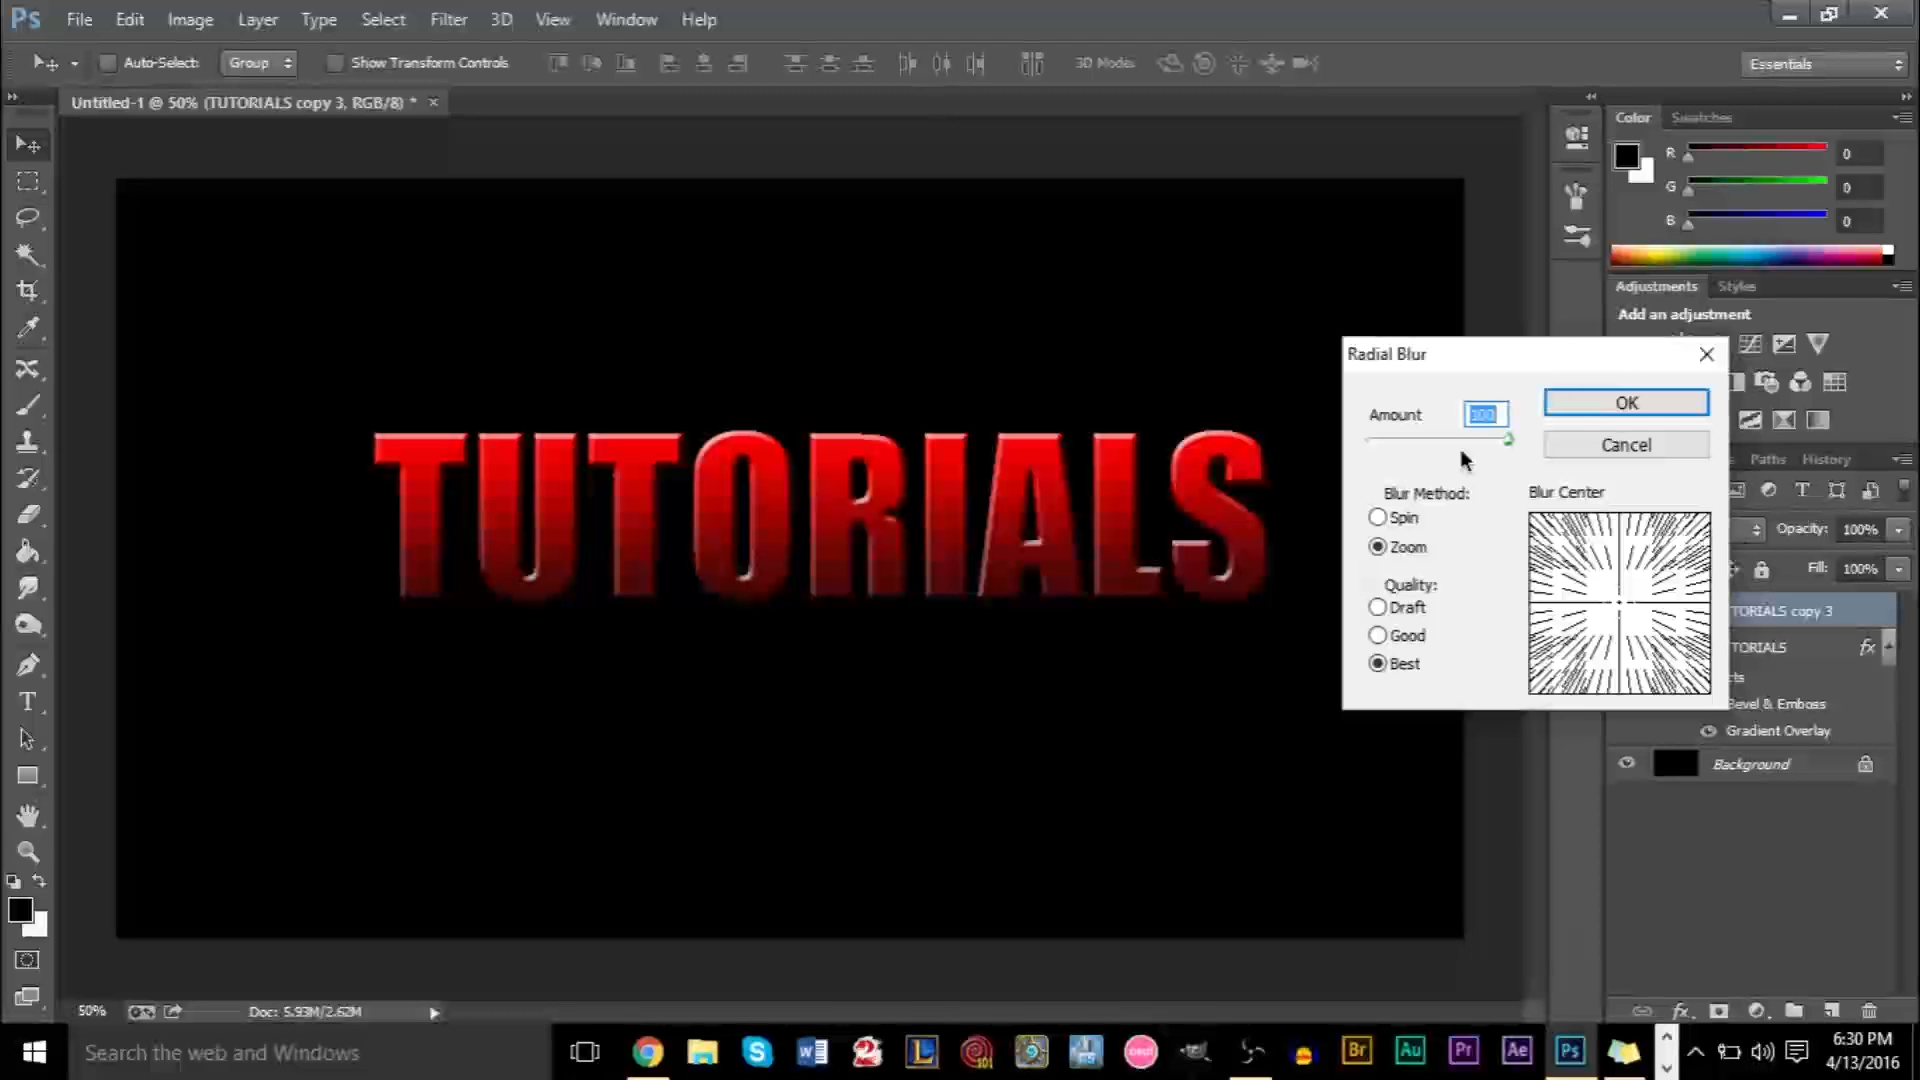 Ps File Edit Image Layer Type Select Filter 3D View Window Help
Auto-Select: Group Show Transform Controls 3D Mode: Essentials
Untitled-1 @ 50% (TUTORIALS copy 3, RGB/8) * ×
Color Swatches
R 0
G 0
B 0
Adjustments Styles
Add an adjustment
Radial Blur
Amount 100 OK
Cancel
Blur Method: Blur Center
Spin
Zoom
Quality:
Draft
Good
Best
TUTORIALS
Paths History
Opacity: 100%
Fill: 100%
TORIALS copy 3
TORIALS fx
cts
Bevel & Emboss
Gradient Overlay
Background
50% Doc: 5.93M/2.62M
Search the web and Windows
Br Au Pr Ae Ps
6:30 PM
4/13/2016